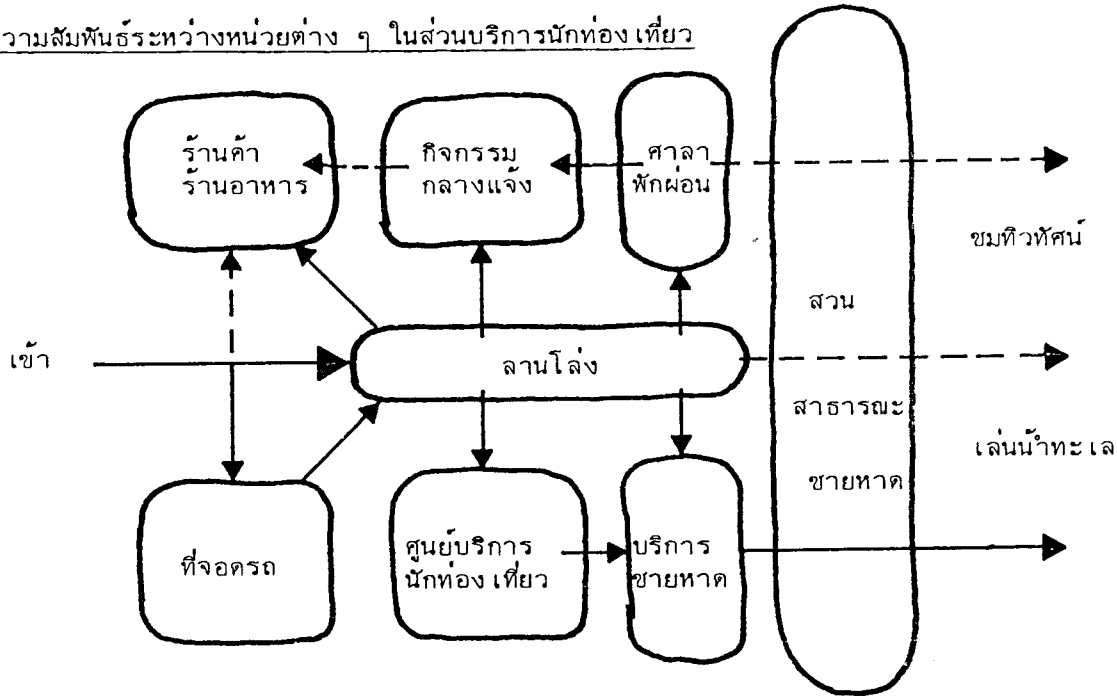 วามสัมพันธ์ระหว่างหน่วยต่าง ๆ ในส่วนบริการนักท่องเที่ยว
ร้านค้า
ร้านอาหาร
กิจกรรม
กลางแจ้ง
ศาลา
พักผ่อน
ชมทิวทัศน์
สวน
เข้า
ลานโล่ง
สาธารณะ
เล่นน้ำทะเล
ชายหาด
ที่จอดรถ
ศูนย์บริการ
นักท่องเที่ยว
บริการ
ชายหาด